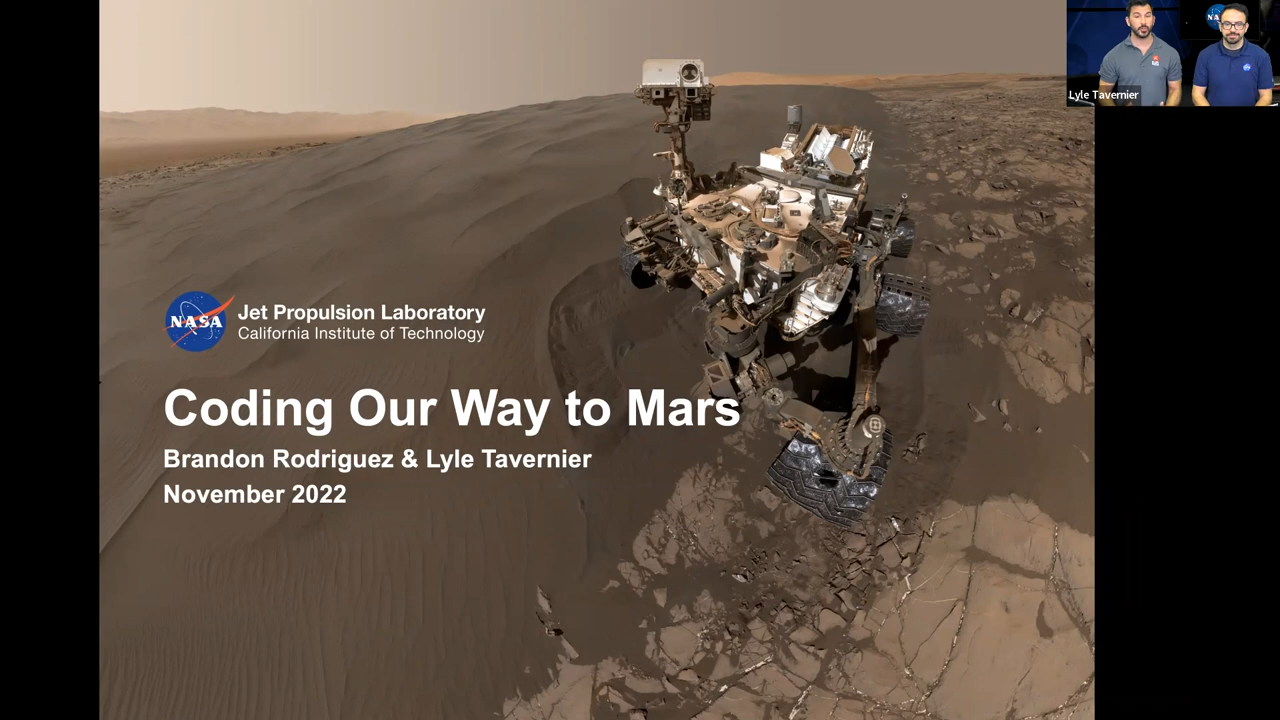 Lyle Tavernier
NASA
Jet Propulsion Laboratory
California Institute of Technology
Coding Our Way to Mars
Brandon Rodriguez & Lyle Tavernier
November 2022